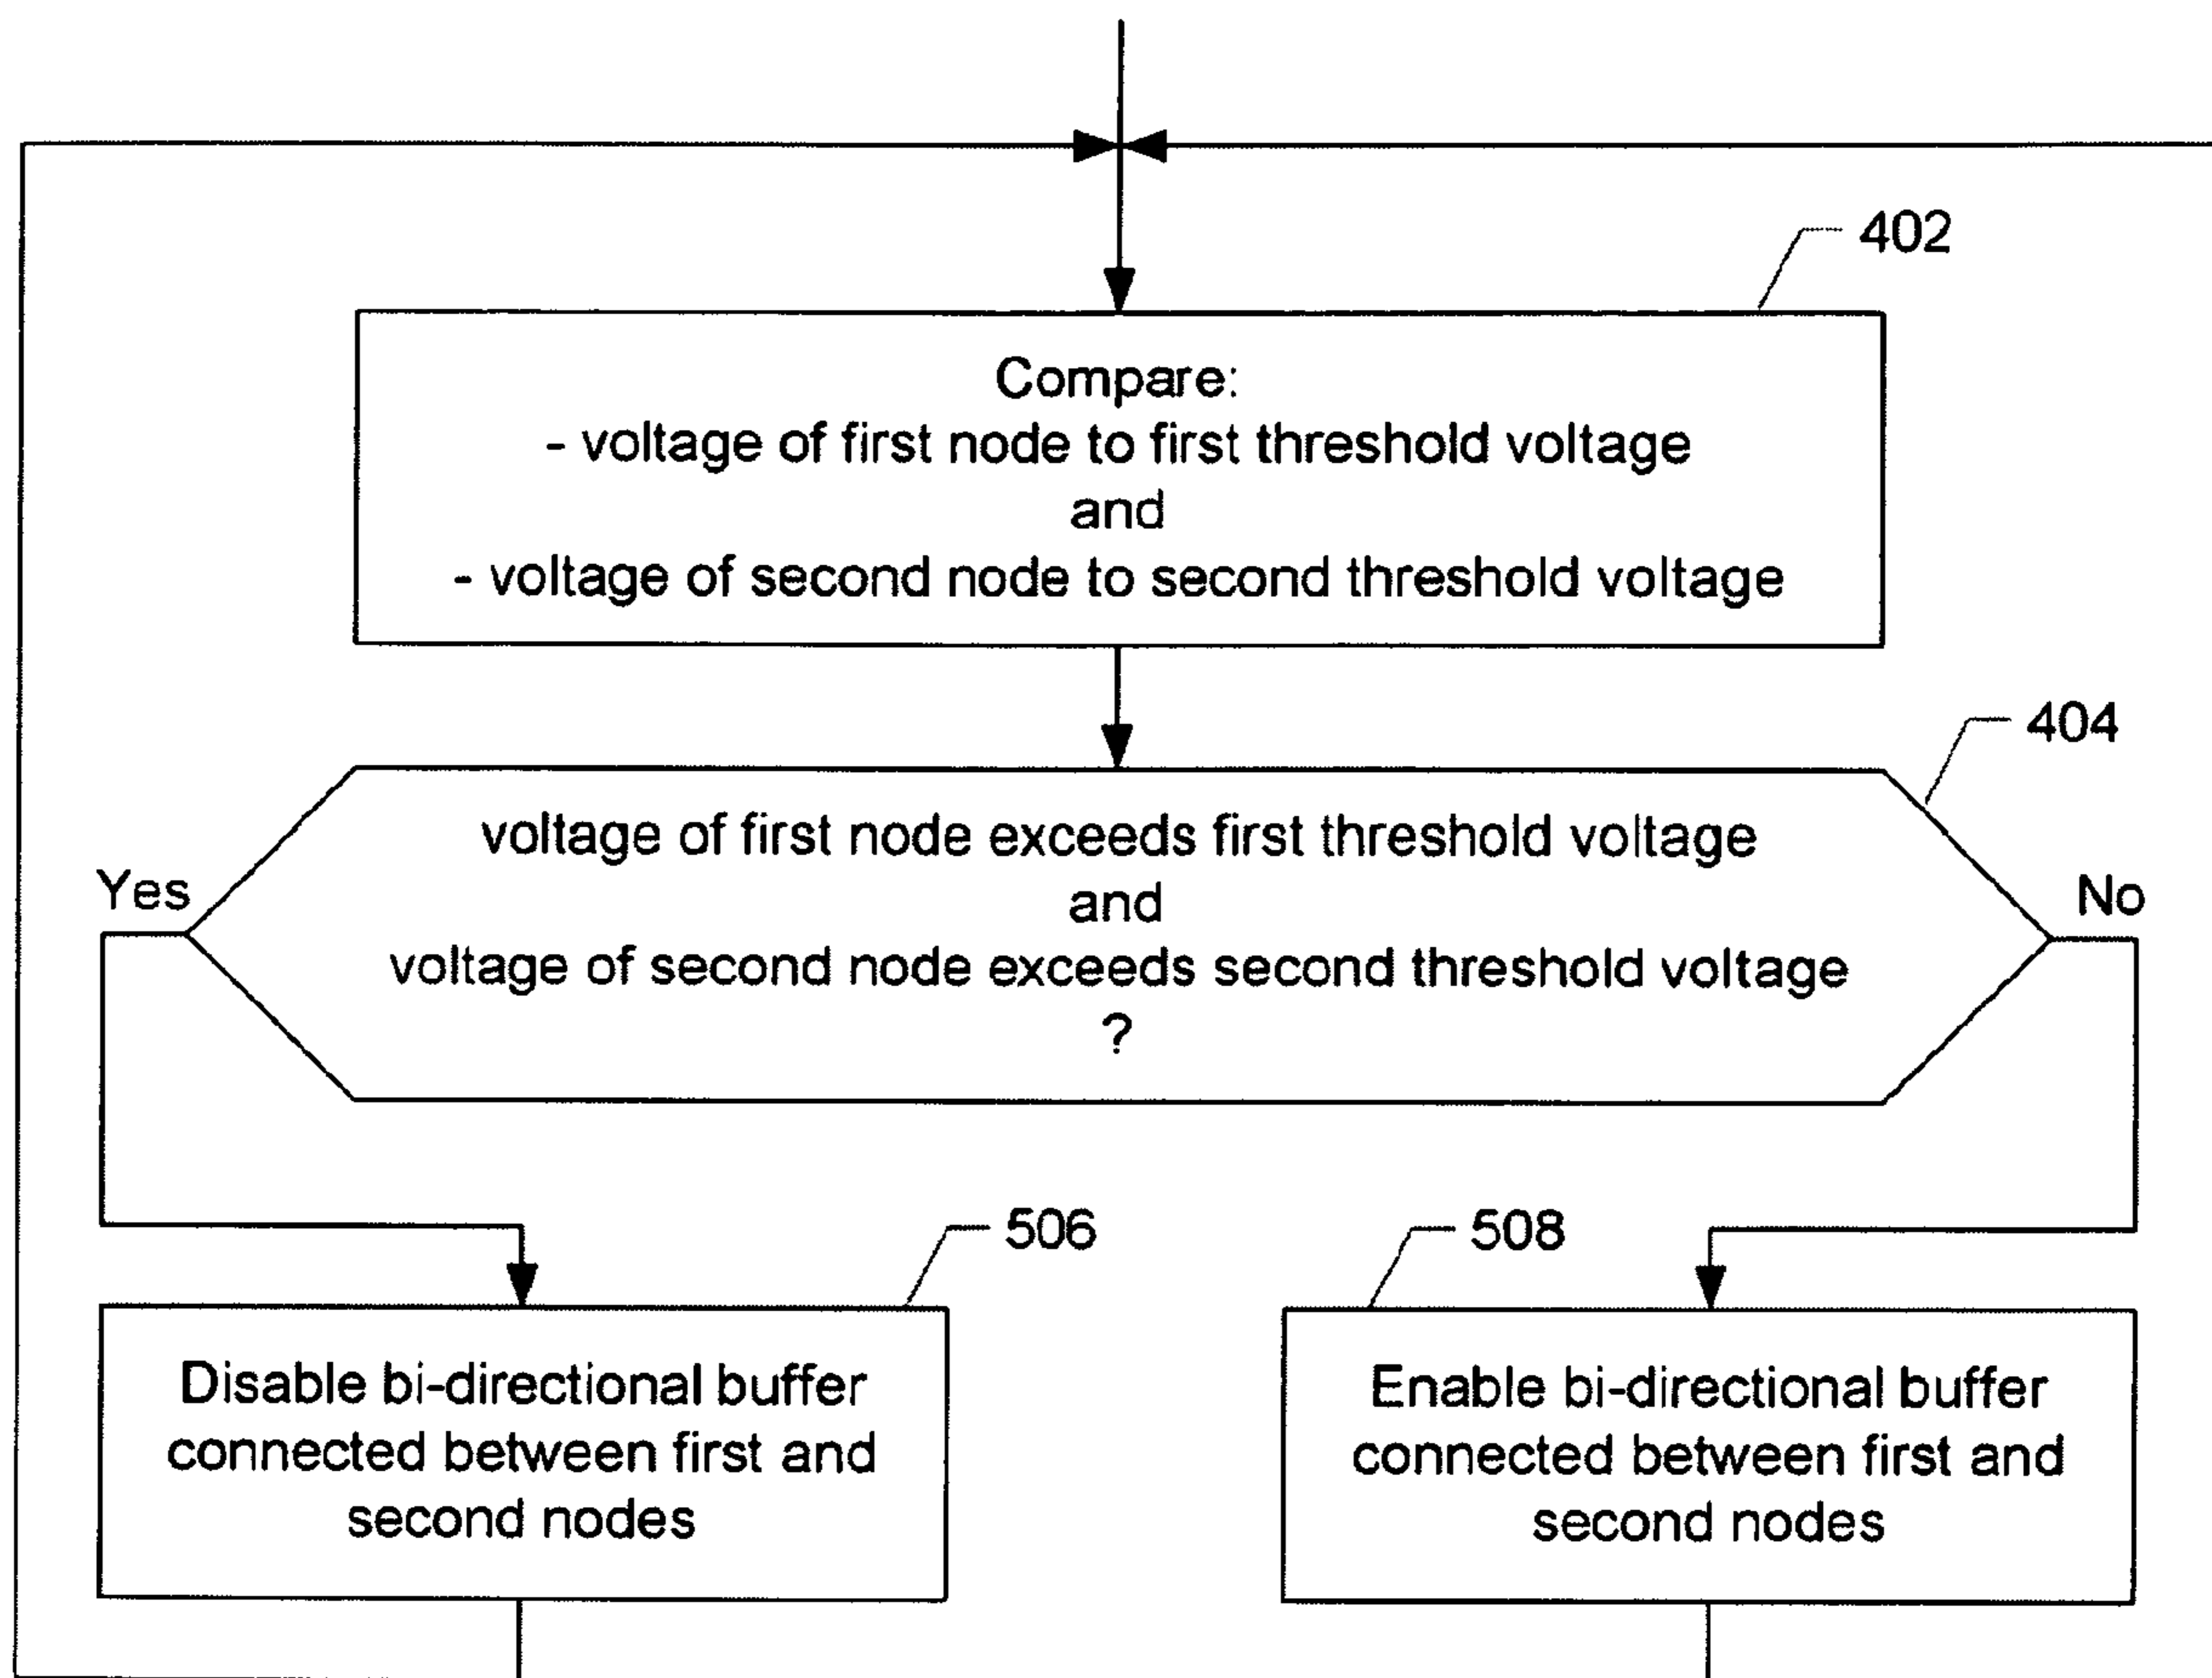 402
Compare:
- voltage of first node to first threshold voltage
and
- voltage of second node to second threshold voltage
404
voltage of first node exceeds first threshold voltage
and
voltage of second node exceeds second threshold voltage
?
Yes
No
506
Disable bi-directional buffer
connected between first and
second nodes
508
Enable bi-directional buffer
connected between first and
second nodes